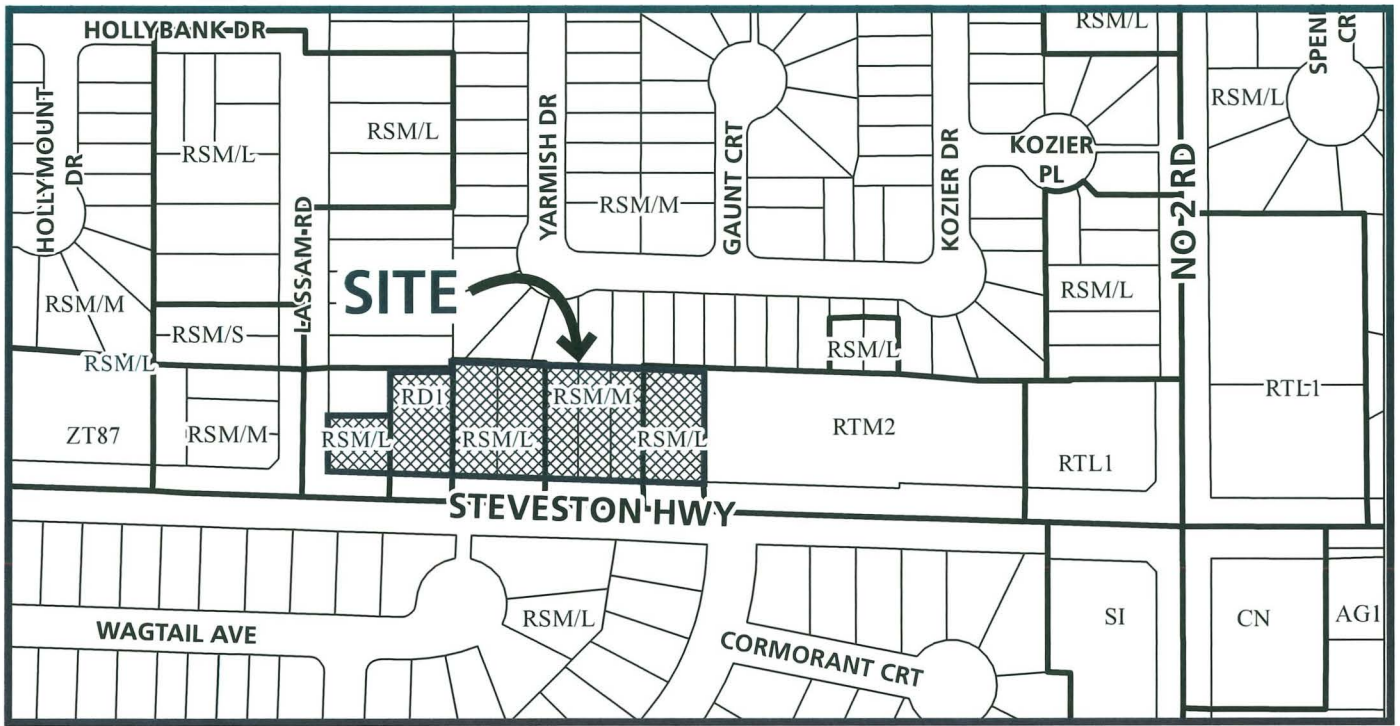 HOLLYBANK DR
RSM/L
SPEN
CR
HOLLYMOUNT
DR
RSM/L
RSM/L
YARMISH DR
GAUNT CRT
KOZIER DR
KOZIER
PL
NO 2 RD
RSM/L
RSM/M
LASSAM RD
SITE
RSM/M
RSM/S
RSM/L
RSM/L
RSM/L
RTL1
ZT87
RSM/M
RSM/L
RD1
RSM/L
RSM/M
RSM/L
RTM2
RTL1
STEVESTON HWY
WAGTAIL AVE
RSM/L
CORMORANT CRT
SI
CN
AG1